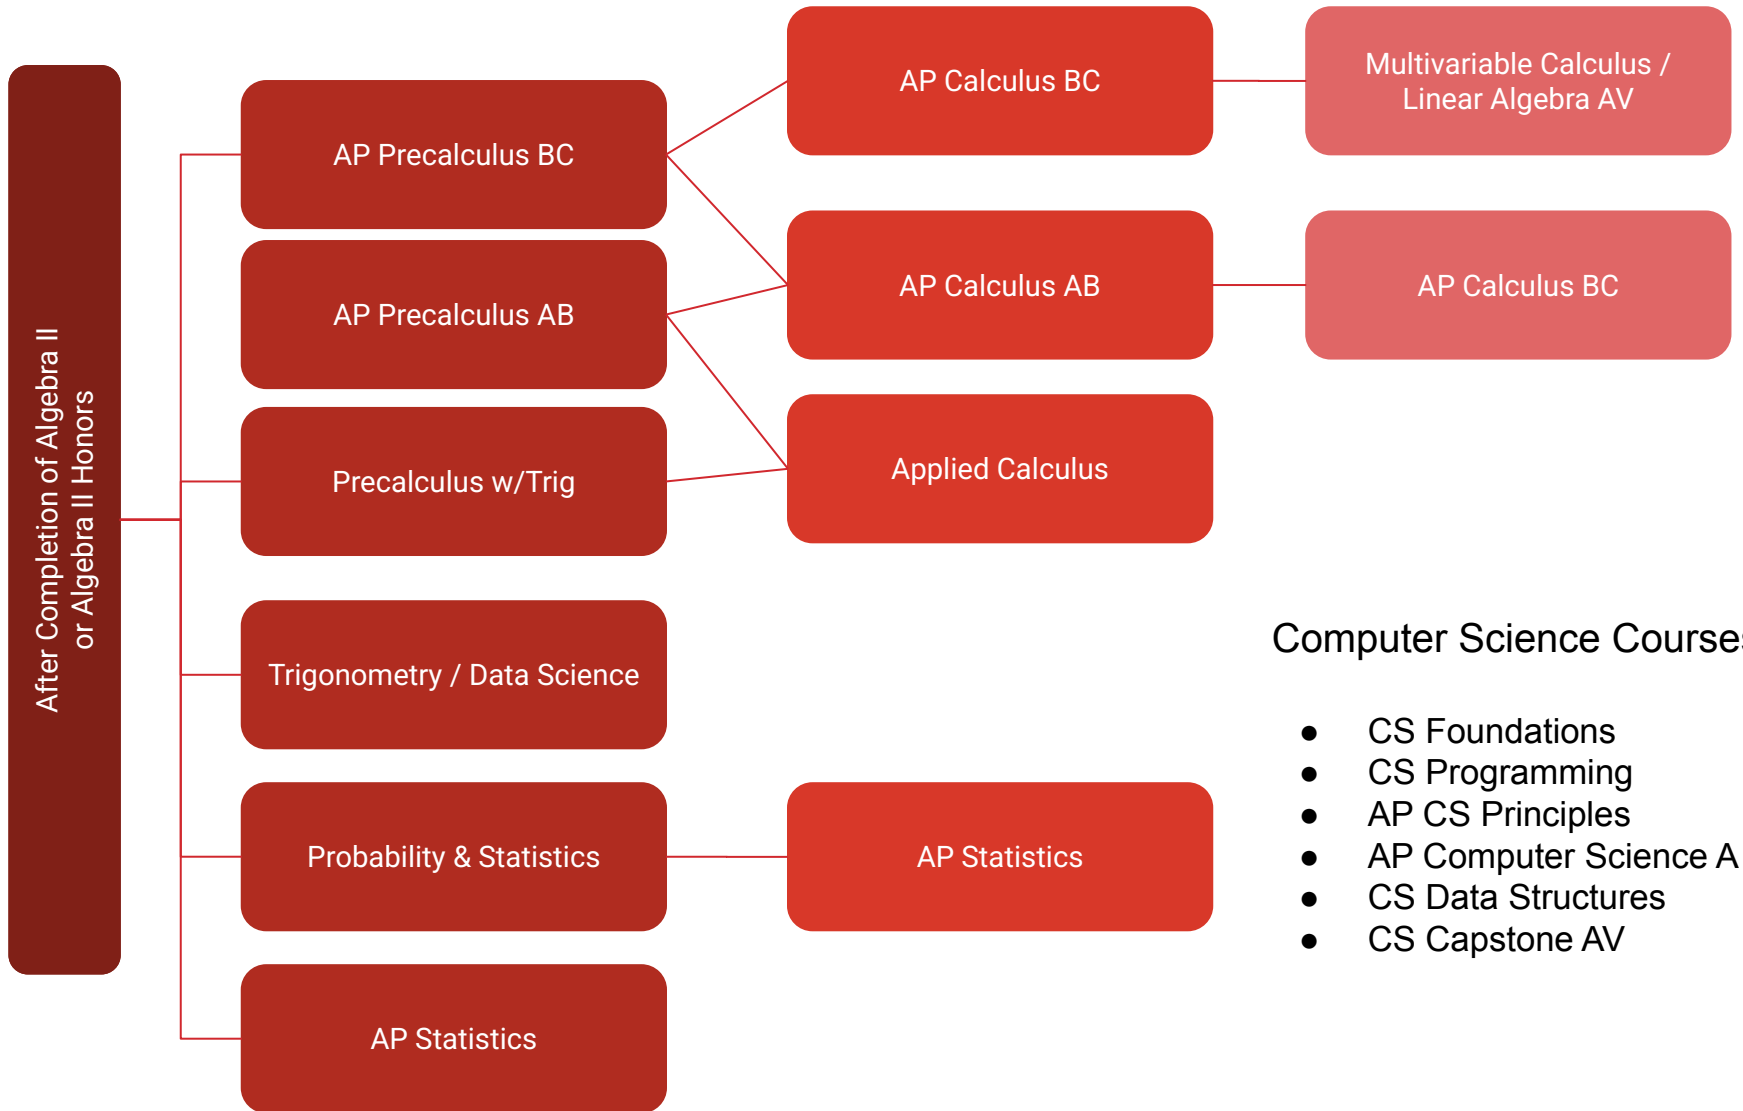 After Completion of Algebra II
or Algebra II Honors
AP Precalculus BC
AP Precalculus AB
Precalculus w/Trig
Trigonometry / Data Science
Probability & Statistics
AP Statistics
AP Calculus BC
AP Calculus AB
Applied Calculus
AP Statistics
Multivariable Calculus /
Linear Algebra AV
AP Calculus BC
Computer Science Courses
● CS Foundations
● CS Programming
● AP CS Principles
● AP Computer Science A
● CS Data Structures
● CS Capstone AV